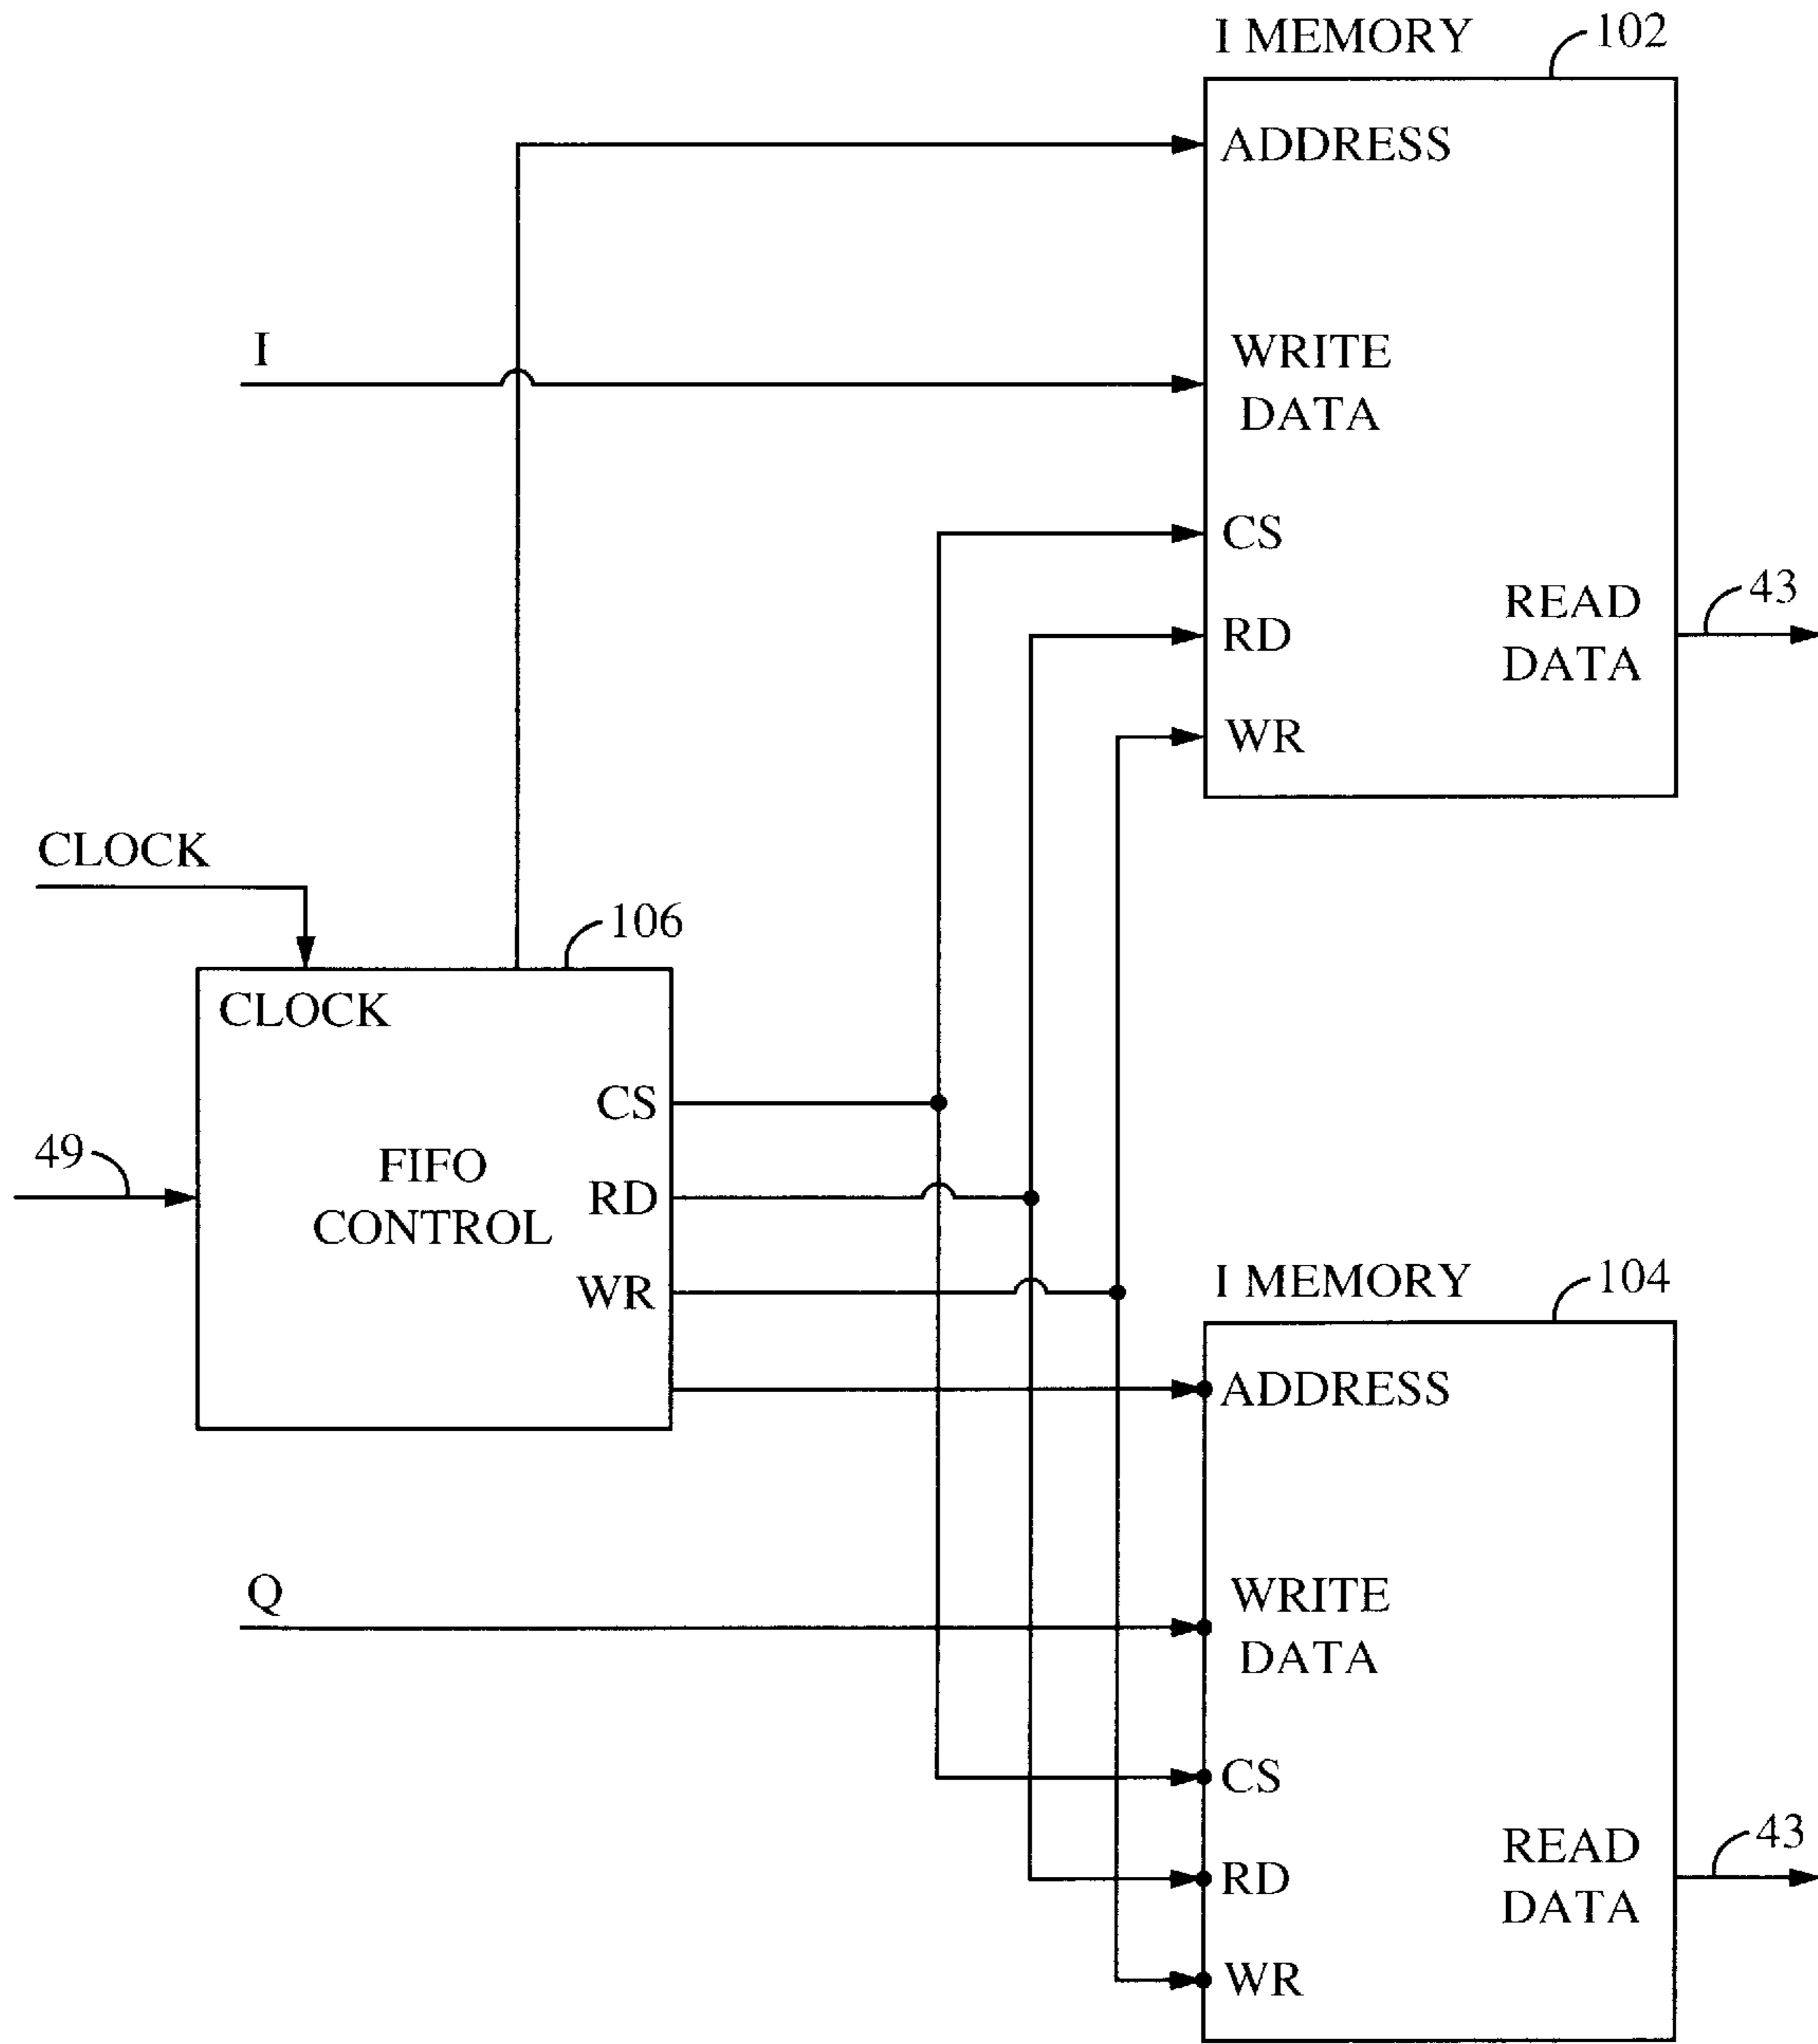 I MEMORY
102
ADDRESS
I
WRITE
DATA
CS
READ
DATA
43
RD
WR
CLOCK
106
CLOCK
CS
49
FIFO
CONTROL
RD
WR
I MEMORY
104
ADDRESS
Q
WRITE
DATA
CS
READ
DATA
43
RD
WR